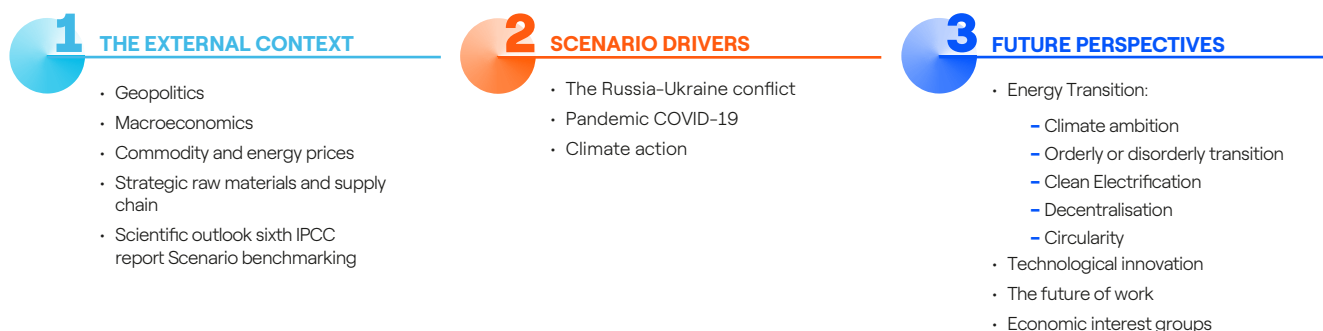 1 THE EXTERNAL CONTEXT
• Geopolitics
• Macroeconomics
• Commodity and energy prices
• Strategic raw materials and supply
chain
• Scientific outlook sixth IPCC
report Scenario benchmarking
2 SCENARIO DRIVERS
• The Russia-Ukraine conflict
• Pandemic COVID-19
• Climate action
3 FUTURE PERSPECTIVES
• Energy Transition:
– Climate ambition
– Orderly or disorderly transition
– Clean Electrification
– Decentralisation
– Circularity
• Technological innovation
• The future of work
• Economic interest groups